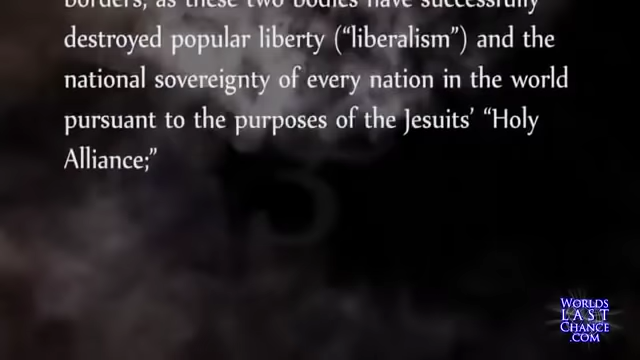 borders, as these two bodies have successfully
destroyed popular liberty (“liberalism”) and the
national sovereignty of every nation in the world
pursuant to the purposes of the Jesuits’ “Holy
Alliance;”
3
WORLDS
LAST
CHANCE
.COM